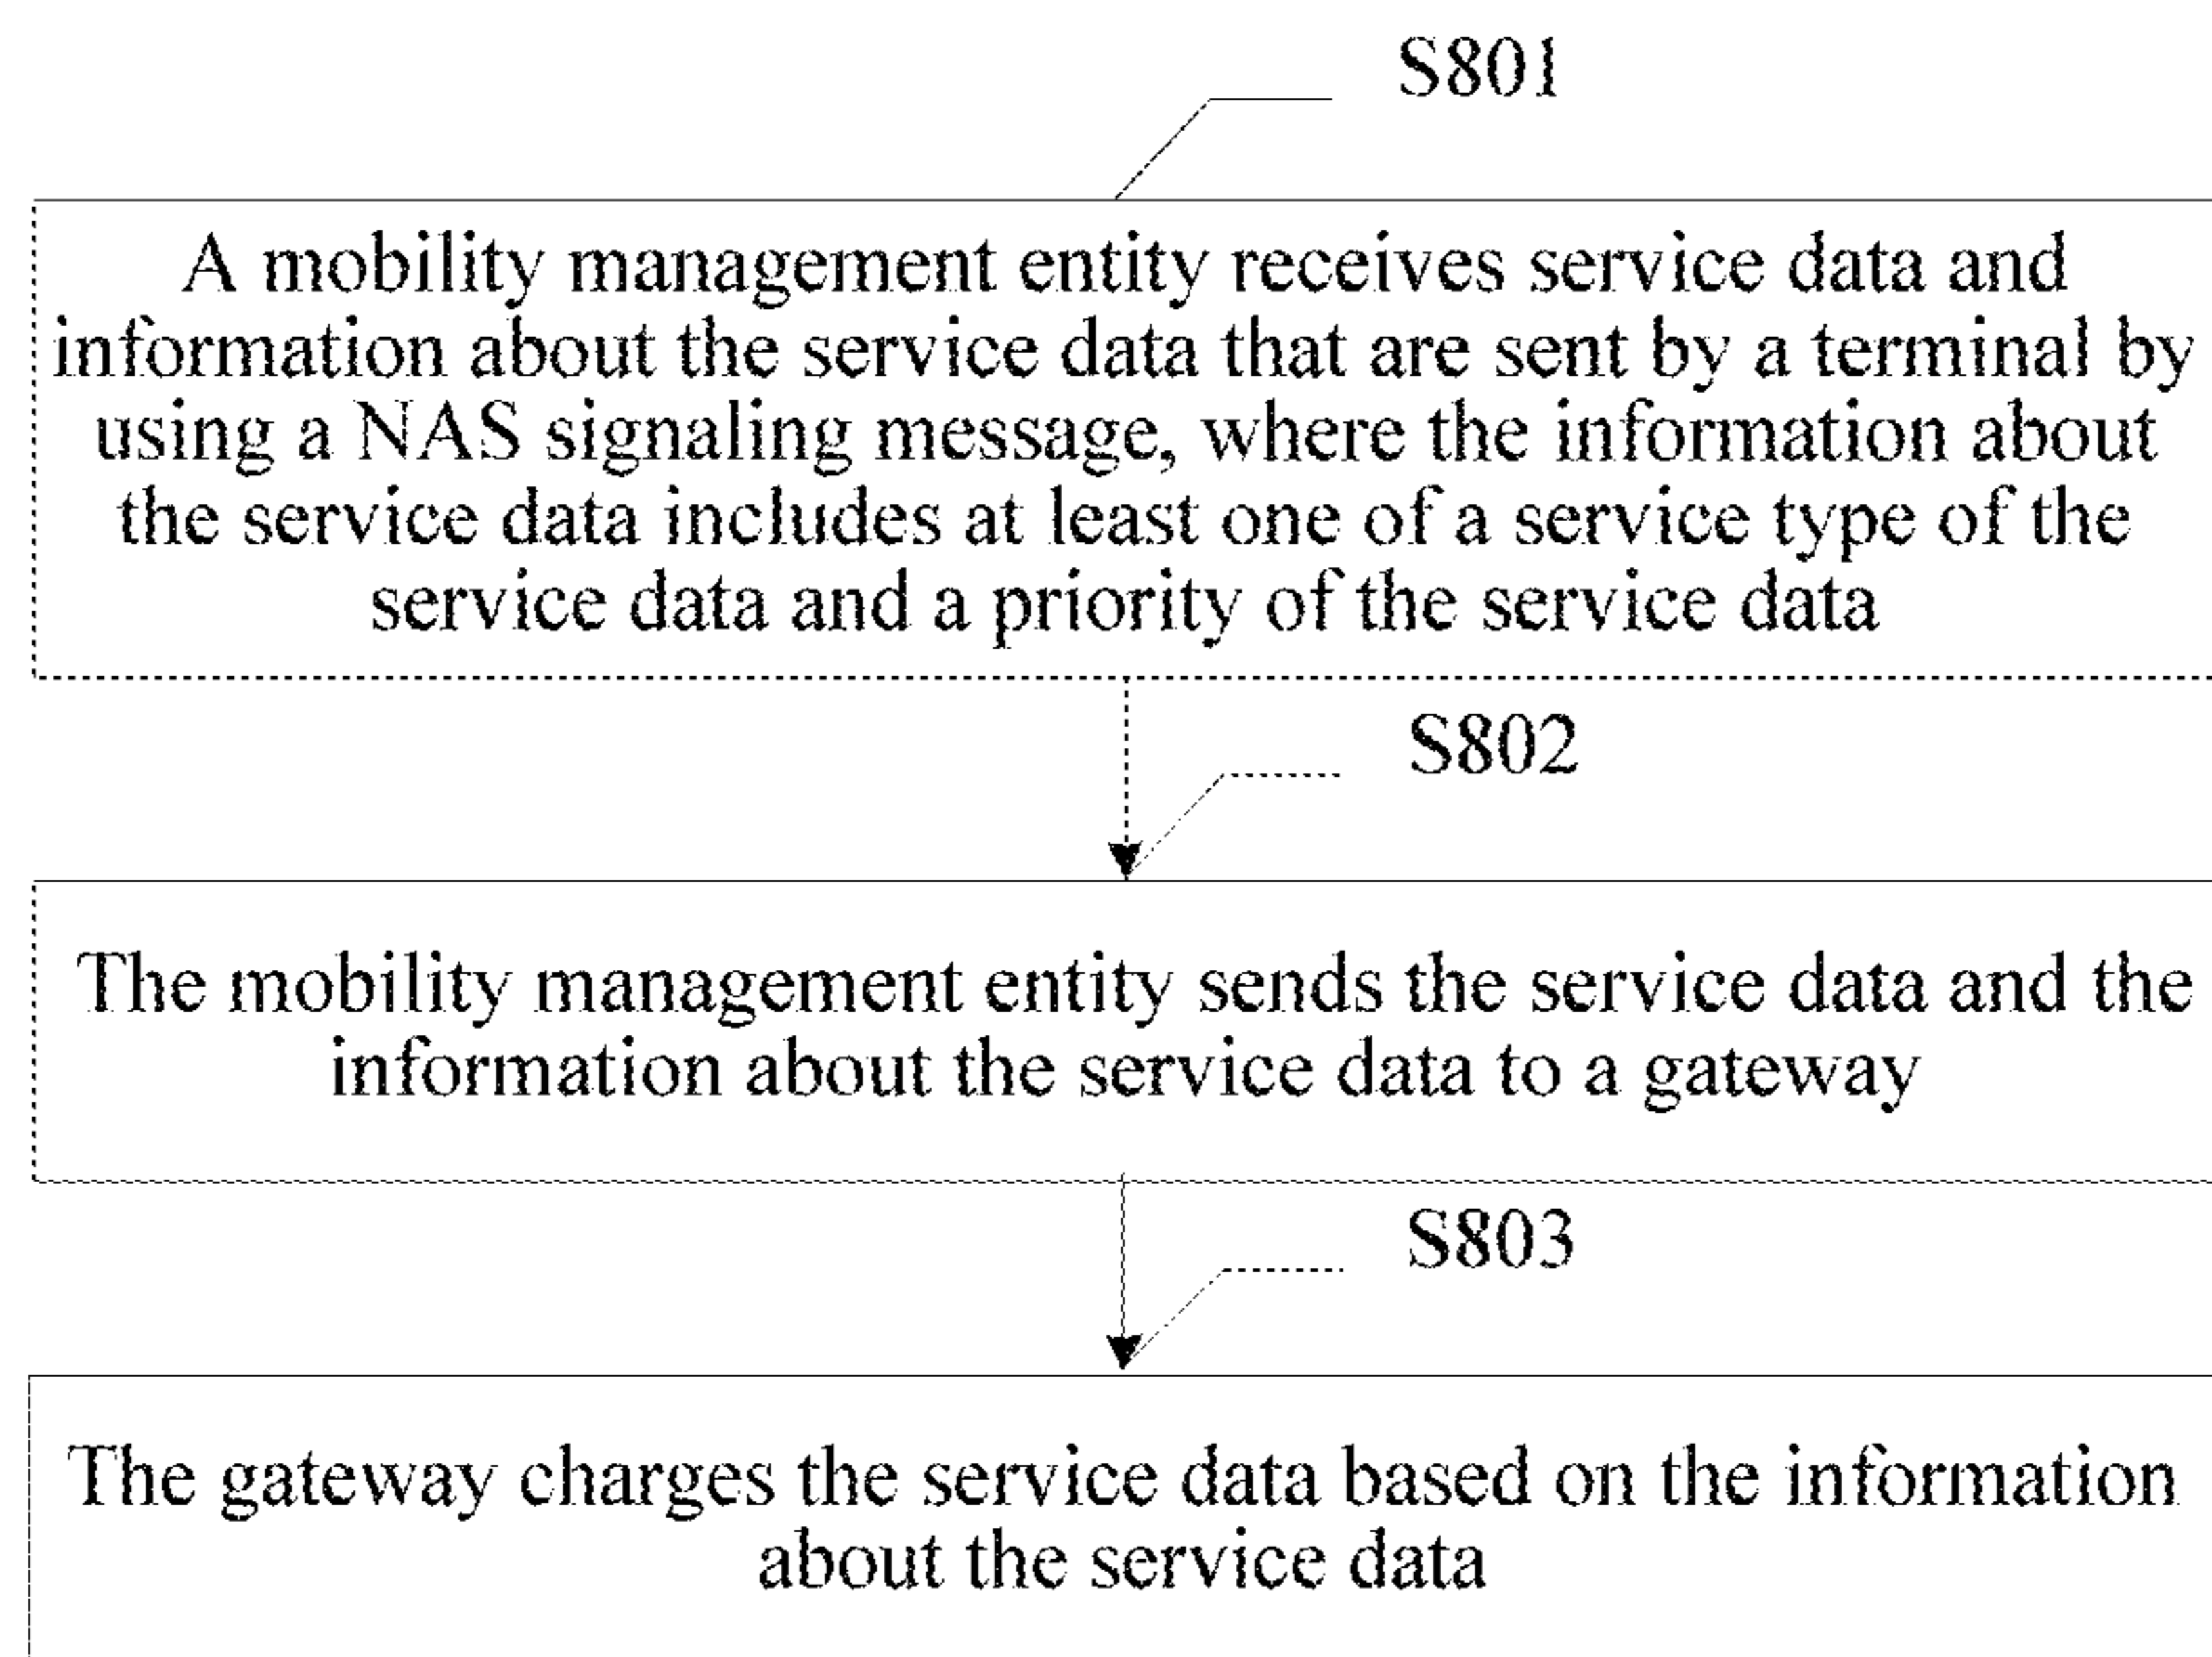 S801
A mobility management entity receives service data and
information about the service data that are sent by a terminal by
using a NAS signaling message, where the information about
the service data includes at least one of a service type of the
service data and a priority of the service data
S802
The mobility management entity sends the service data and the
information about the service data to a gateway
S803
The gateway charges the service data based on the information
about the service data